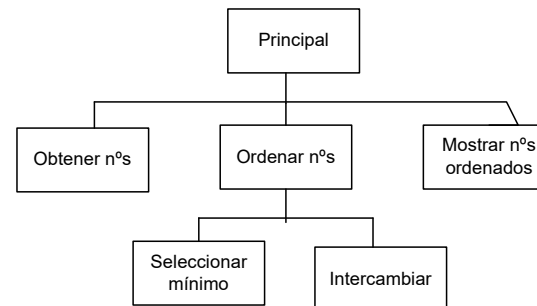 Principal
Obtener nºs
Ordenar nºs
Mostrar nºs
ordenados
Seleccionar
mínimo
Intercambiar